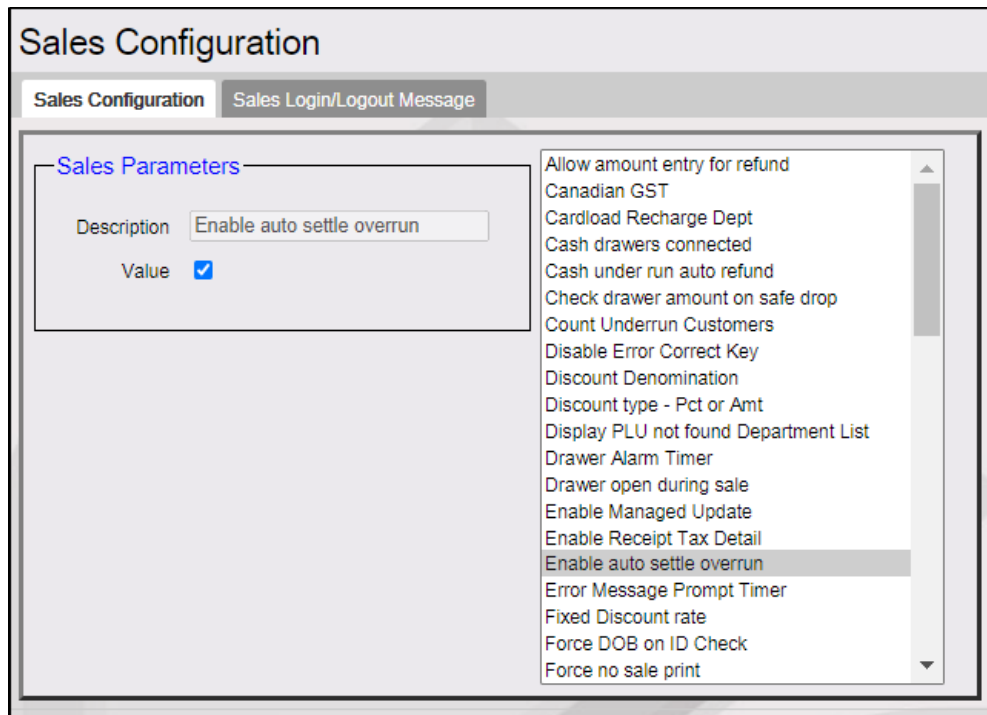 Sales Configuration
Sales Configuration
Sales Login/Logout Message
Sales Parameters
Description
Enable auto settle overrun
Value
Allow amount entry for refund
Canadian GST
Cardload Recharge Dept
Cash drawers connected
Cash under run auto refund
Check drawer amount on safe drop
Count Underrun Customers
Disable Error Correct Key
Discount Denomination
Discount type - Pct or Amt
Display PLU not found Department List
Drawer Alarm Timer
Drawer open during sale
Enable Managed Update
Enable Receipt Tax Detail
Enable auto settle overrun
Error Message Prompt Timer
Fixed Discount rate
Force DOB on ID Check
Force no sale print